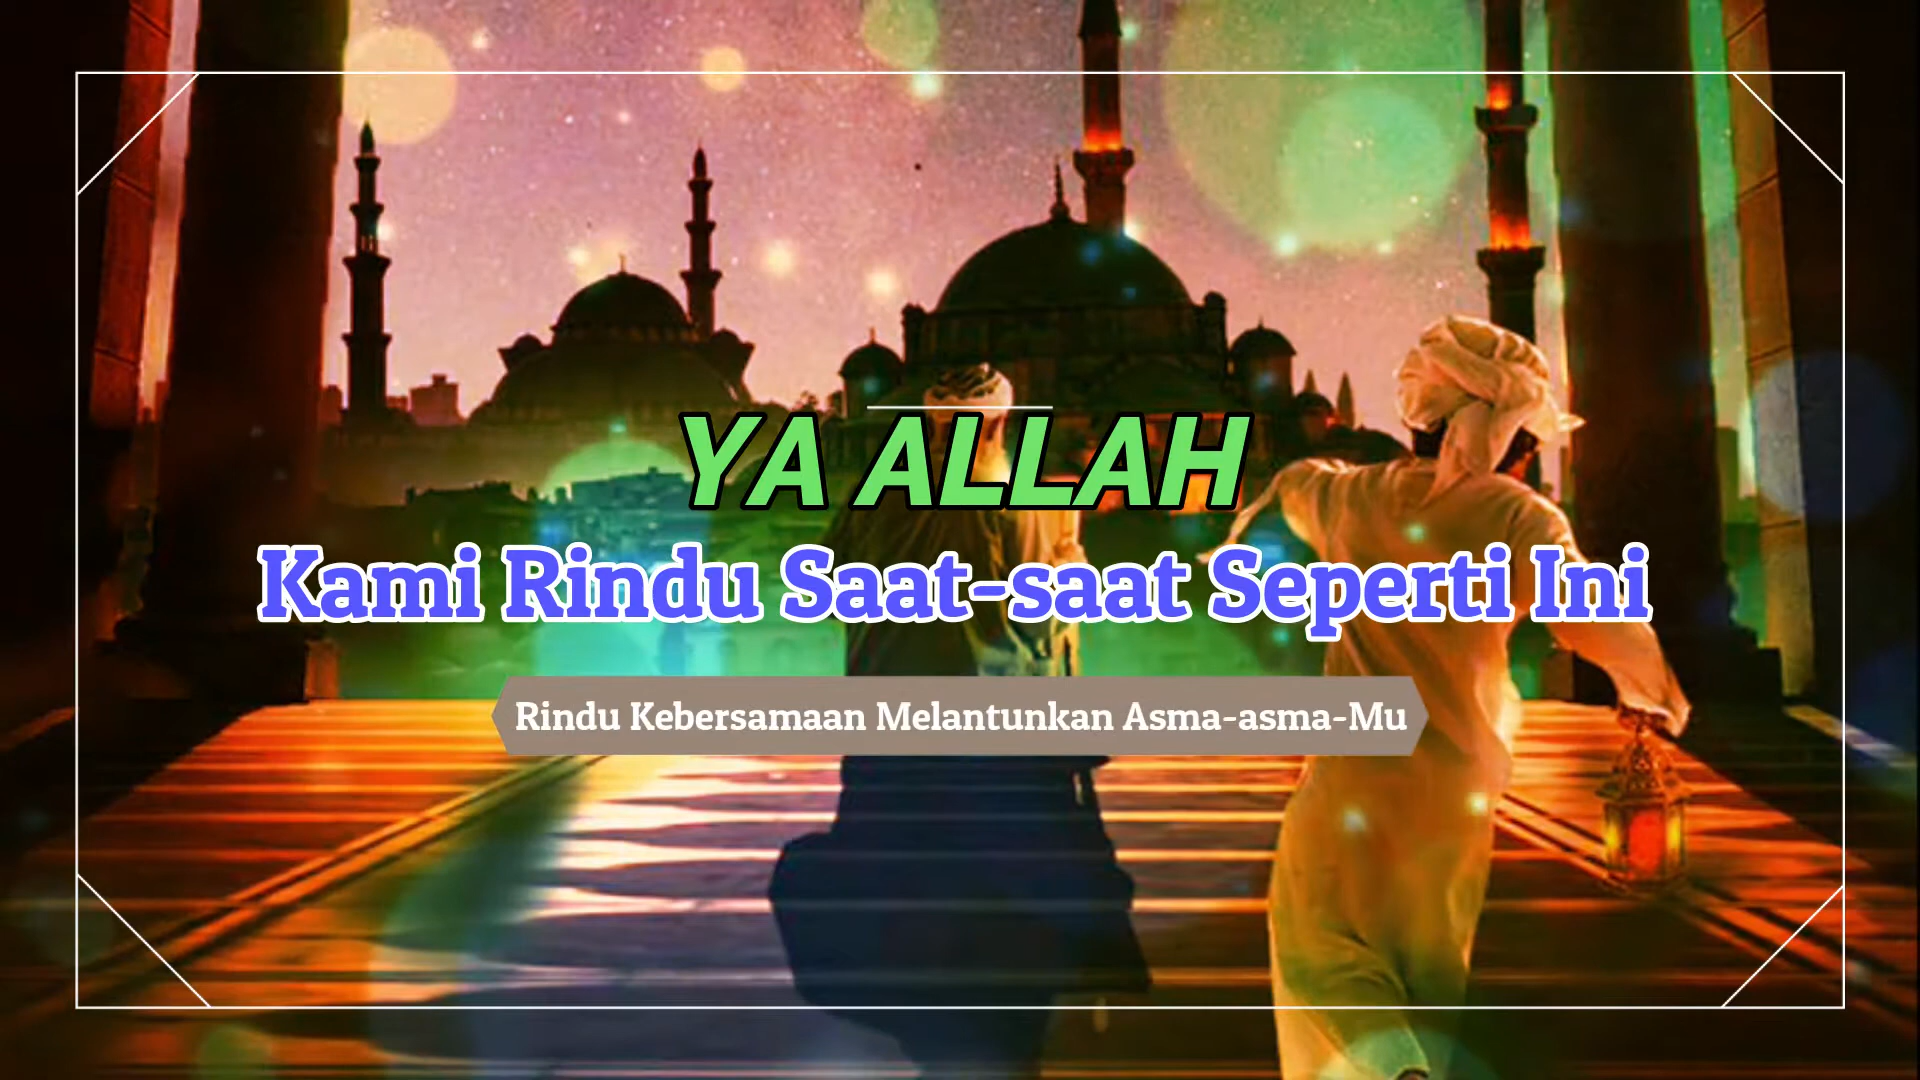 YA ALLAH
Kami Rindu Saat-saat Seperti Ini
Rindu Kebersamaan Melantunkan Asma-asma-Mu